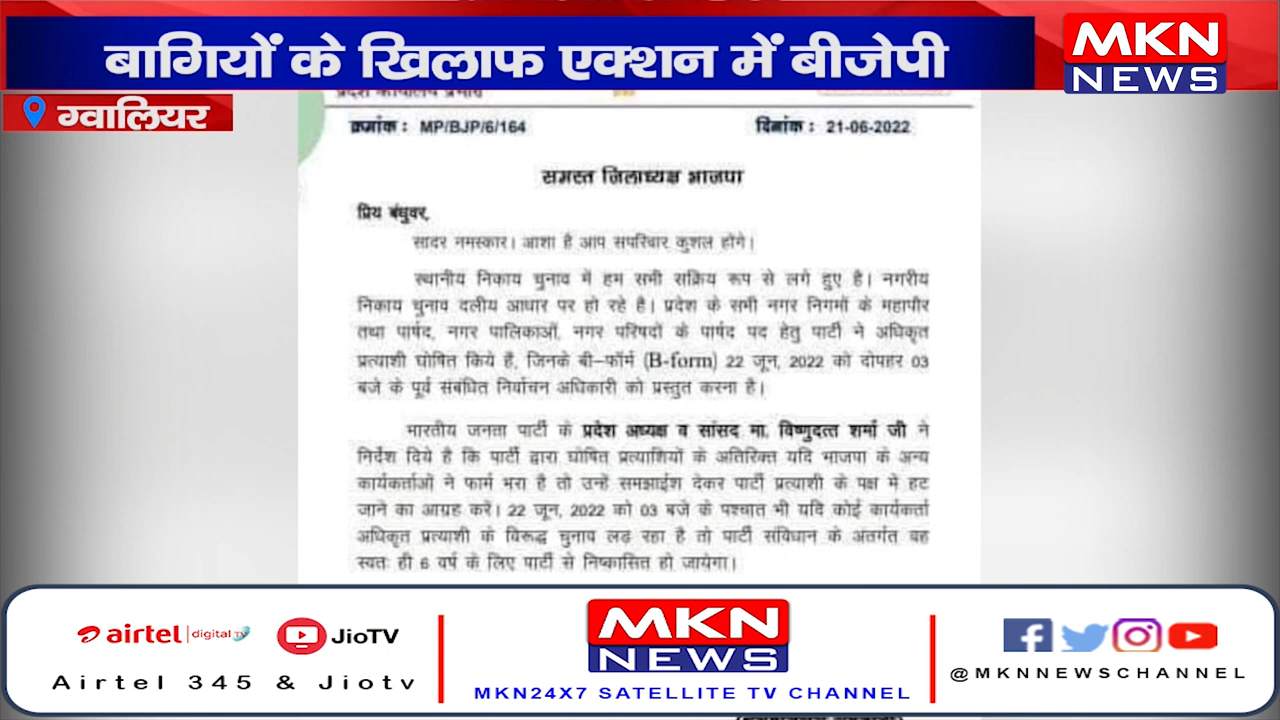 बागियों के खिलाफ एक्शन में बीजेपी
MKN
NEWS
ग्वालियर
प्रदेश कार्यालय प्रभारी
क्रमांक : MP/BJP/6/164
दिनांक : 21-06-2022
समस्त जिलाध्यक्ष भाजपा
प्रिय बंधुवर,
सादर नमस्कार। आशा है आप सपरिवार कुशल होंगे।
स्थानीय निकाय चुनाव में हम सभी सक्रिय रूप से लगे हुए है। नगरीय
निकाय चुनाव दलीय आधार पर हो रहे है। प्रदेश के सभी नगर निगमों के महापौर
तथा पार्षद, नगर पालिकाओं, नगर परिषदों के पार्षद पद हेतु पार्टी ने अधिकृत
प्रत्याशी घोषित किये हैं, जिनके बी–फॉर्म (B-form) 22 जून, 2022 को दोपहर 03
बजे के पूर्व संबंधित निर्वाचन अधिकारी को प्रस्तुत करना है।
भारतीय जनता पार्टी के प्रदेश अध्यक्ष व सांसद मा. विष्णुदत्त शर्मा जी ने
निर्देश दिये है कि पार्टी द्वारा घोषित प्रत्याशियों के अतिरिक्त यदि भाजपा के अन्य
कार्यकर्ताओं ने फार्म भरा है तो उन्हें समझाईश देकर पार्टी प्रत्याशी के पक्ष में हट
जाने का आग्रह करें। 22 जून, 2022 को 03 बजे के पश्चात भी यदि कोई कार्यकर्ता
अधिकृत प्रत्याशी के विरूद्ध चुनाव लढ़ रहा है तो पार्टी संविधान के अंतर्गत वह
स्वतः ही 6 वर्ष के लिए पार्टी से निष्कासित हो जायेगा।
airtel digital TV
JioTV
Airtel 345 & Jiotv
MKN
NEWS
MKN24X7 SATELLITE TV CHANNEL
@MKNNEWSCHANNEL